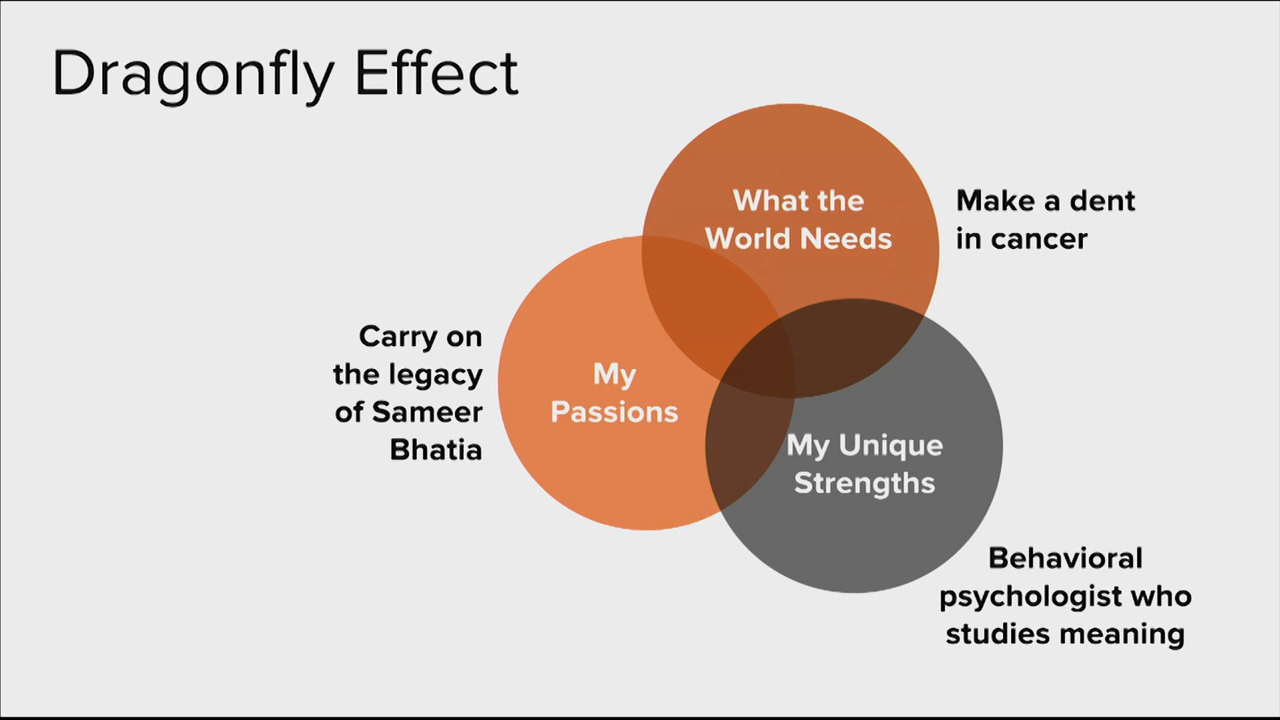 Dragonfly Effect
What the
World Needs
Make a dent
in cancer
Carry on
the legacy
of Sameer
Bhatia
My
Passions
My Unique
Strengths
Behavioral
psychologist who
studies meaning